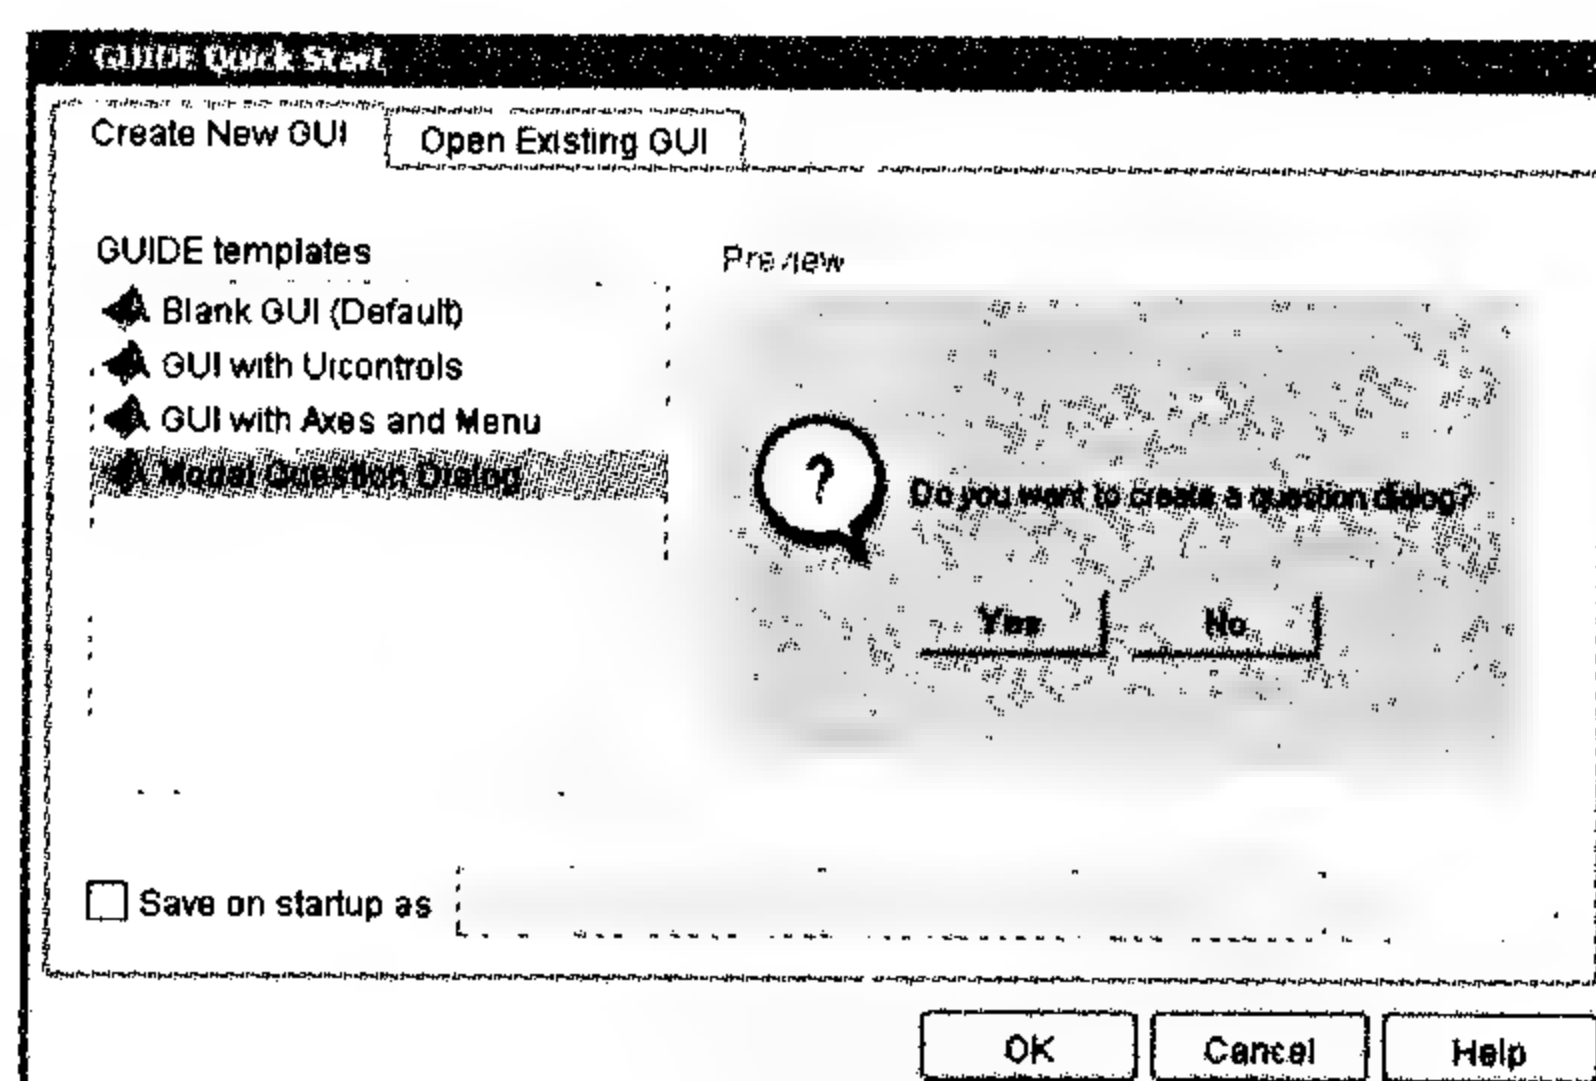 GUIDE Quick Start
Create New GUI
Open Existing GUI
GUIDE templates
Preview
Blank GUI (Default)
GUI with Uicontrols
GUI with Axes and Menu
Modal Question Dialog
?
Do you want to create a question dialog?
Yes
No
Save on startup as
OK
Cancel
Help